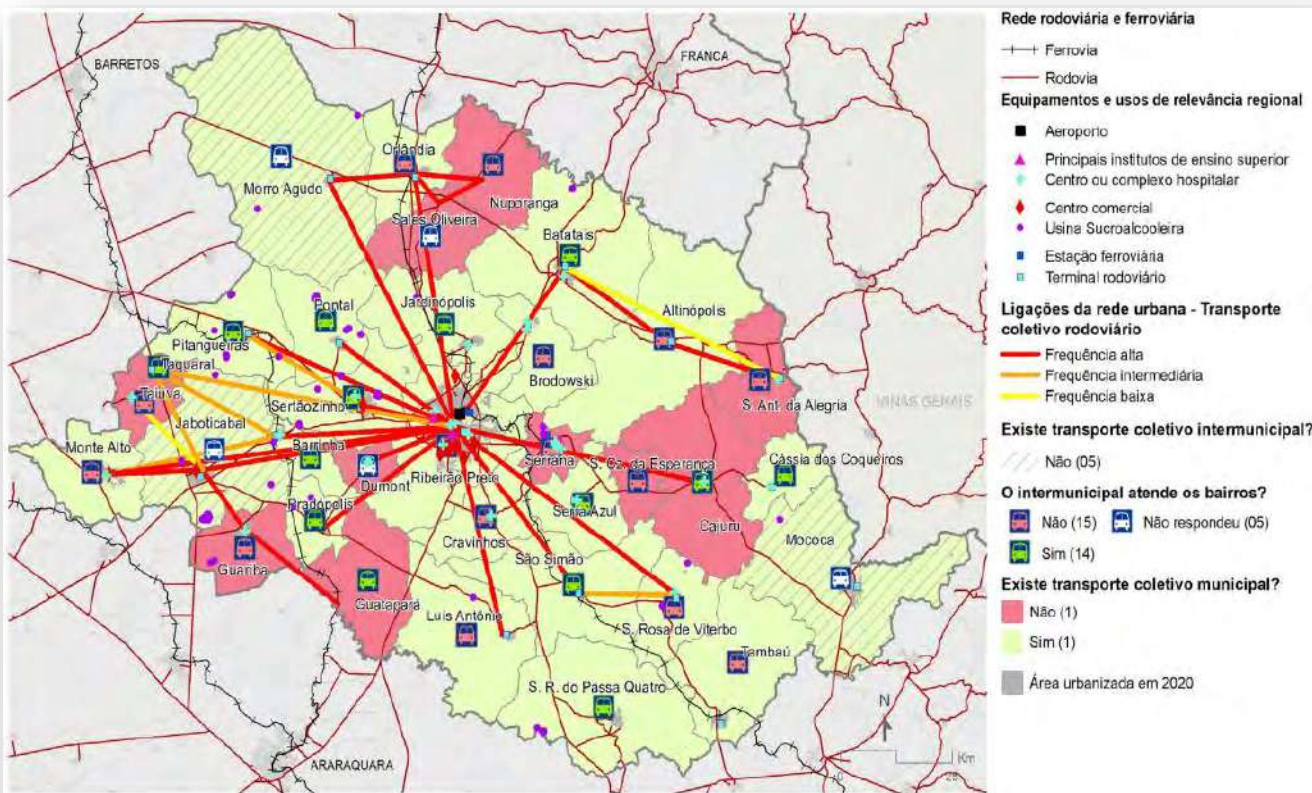 BARRETOS
FRANCA
Orlândia
Morro Agudo
Nuporanga
Sales Oliveira
Batatais
Pontal
Jardinópolis
Altinópolis
Pitangueiras
Taquaral
Brodowski
Taiúva
Sertãozinho
S. Ant. da Alegria
MINAS GERAIS
Jaboticabal
Monte Alto
Barrinha
Serrana
S. Cz. da Esperança
Cássia dos Coqueiros
Dumont
Ribeirão Preto
Pradópolis
Serra Azul
Cajuru
Cravinhos
Mococa
Guariba
São Simão
Guatapará
Luis Antônio
S. Rosa de Viterbo
Tambaú
S. R. do Passa Quatro
N
Km
0
ARARAQUARA
Rede rodoviária e ferroviária
Ferrovia
Rodovia
Equipamentos e usos de relevância regional
Aeroporto
Principais institutos de ensino superior
Centro ou complexo hospitalar
Centro comercial
Usina Sucroalcooleira
Estação ferroviária
Terminal rodoviário
Ligações da rede urbana - Transporte
coletivo rodoviário
Frequência alta
Frequência intermediária
Frequência baixa
Existe transporte coletivo intermunicipal?
Não (05)
O intermunicipal atende os bairros?
Não (15)
Não respondeu (05)
Sim (14)
Existe transporte coletivo municipal?
Não (1)
Sim (1)
Área urbanizada em 2020